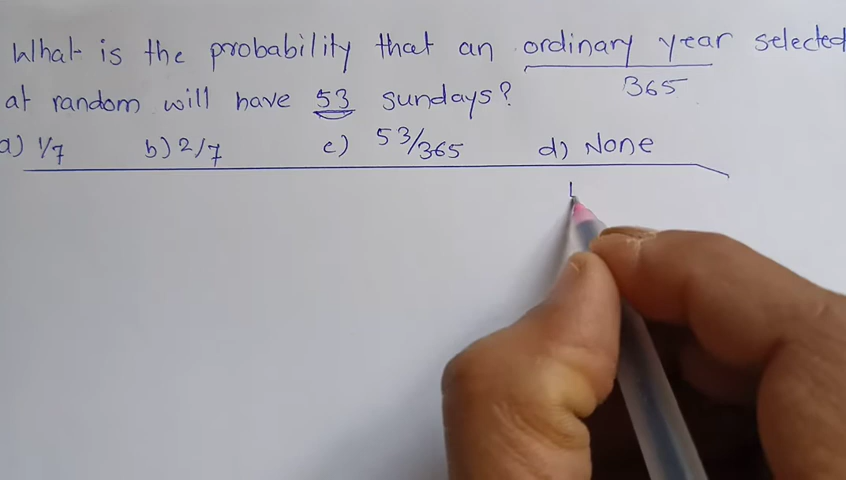 What is the probability that an ordinary year selected
365
at random will have 53 sundays?
a) 1/7 b) 2/7 c) 53/365 d) None